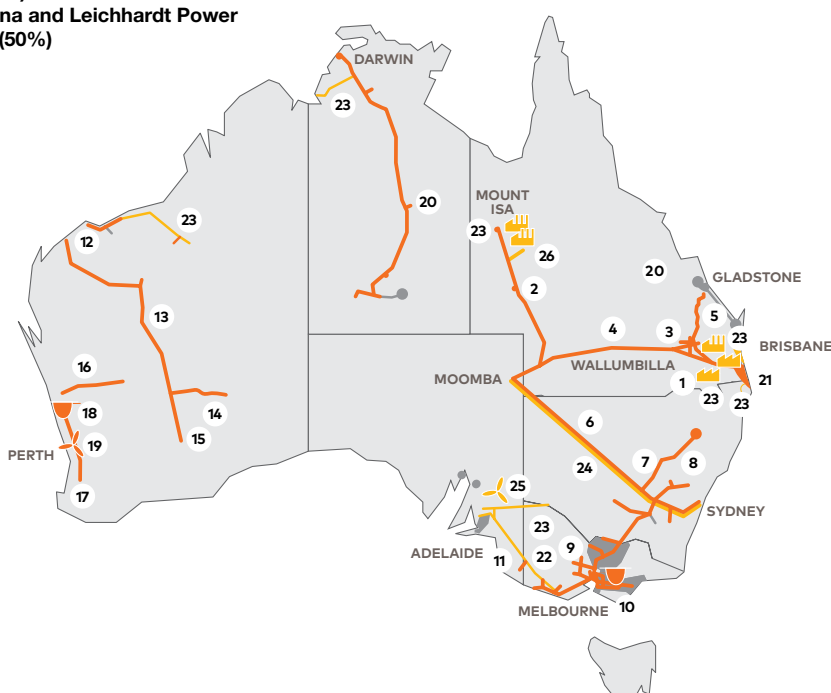 na and Leichhardt Power
(50%)
DARWIN
23
20
MOUNT
ISA
23
26
2
12
23
13
16
18
19
PERTH
17
14
15
20
GLADSTONE
5
4
3
23
BRISBANE
WALLUMBILLA
MOOMBA
1
23
23
21
6
24
7
8
SYDNEY
25
23
ADELAIDE
11
22
9
MELBOURNE
10